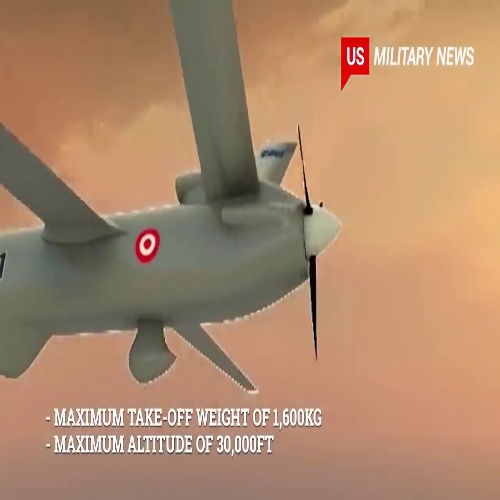 US MILITARY NEWS
- MAXIMUM TAKE-OFF WEIGHT OF 1,600KG
- MAXIMUM ALTITUDE OF 30,000FT